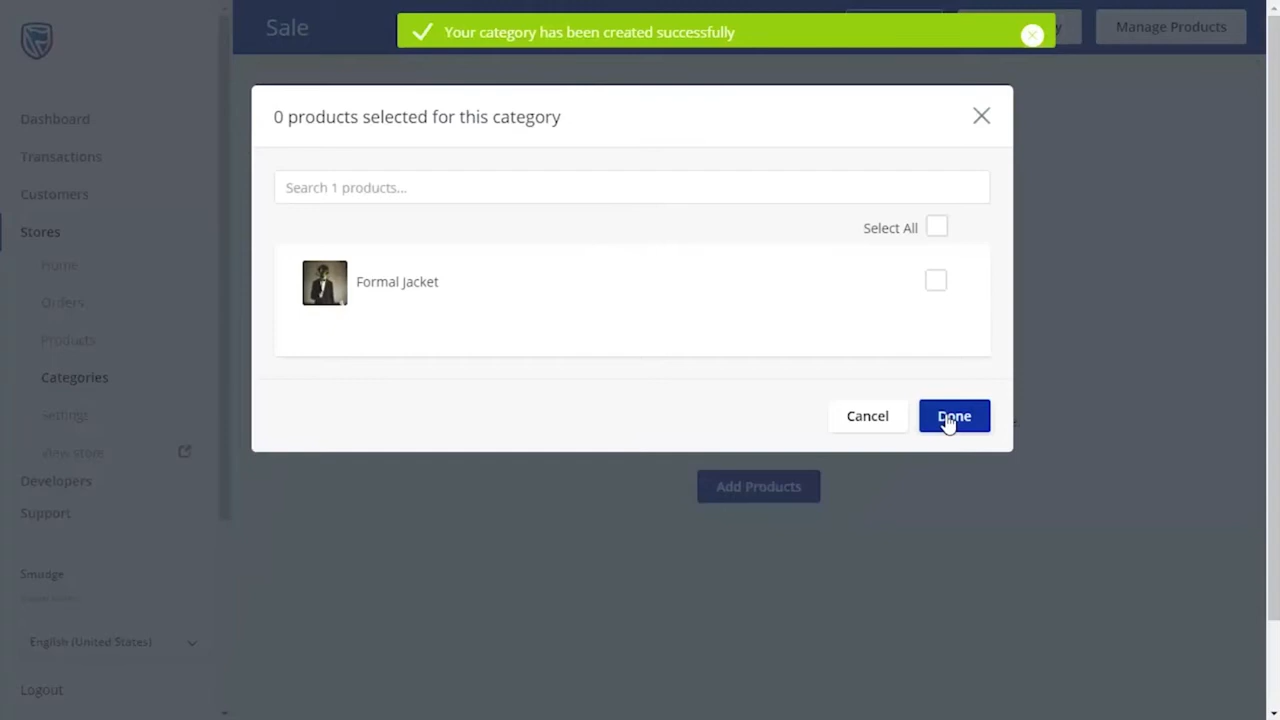 Sale
Your category has been created successfully
Manage Products
0 products selected for this category
Dashboard
Transactions
Customers
Stores
Home
Orders
Products
Categories
Settings
View store
Developers
Support
Smudge
English (United States)
Logout
Search 1 products...
Select All
Formal Jacket
Cancel
Done
Add Products